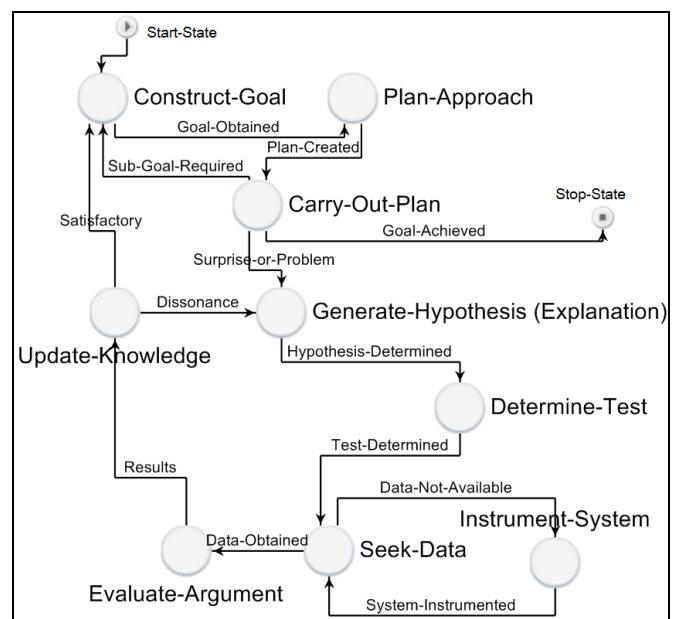 Start-State
Construct-Goal
Plan-Approach
Goal-Obtained
Plan-Created
Sub-Goal-Required
Carry-Out-Plan
Stop-State
Satisfactory
Goal-Achieved
Surprise-or-Problem
Dissonance
Generate-Hypothesis (Explanation)
Update-Knowledge
Hypothesis-Determined
Determine-Test
Test-Determined
Results
Data-Not-Available
Instrument-System
Data-Obtained
Seek-Data
Evaluate-Argument
System-Instrumented